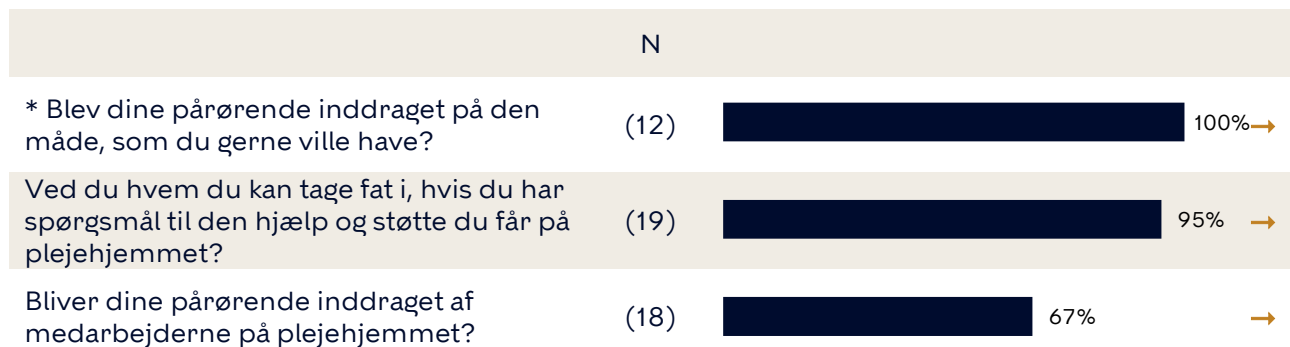 N
* Blev dine pårørende inddraget på den
måde, som du gerne ville have?
(12)
100%→
Ved du hvem du kan tage fat i, hvis du har
spørgsmål til den hjælp og støtte du får på
plejehjemmet?
(19)
95% →
Bliver dine pårørende inddraget af
medarbejderne på plejehjemmet?
(18)
67% →